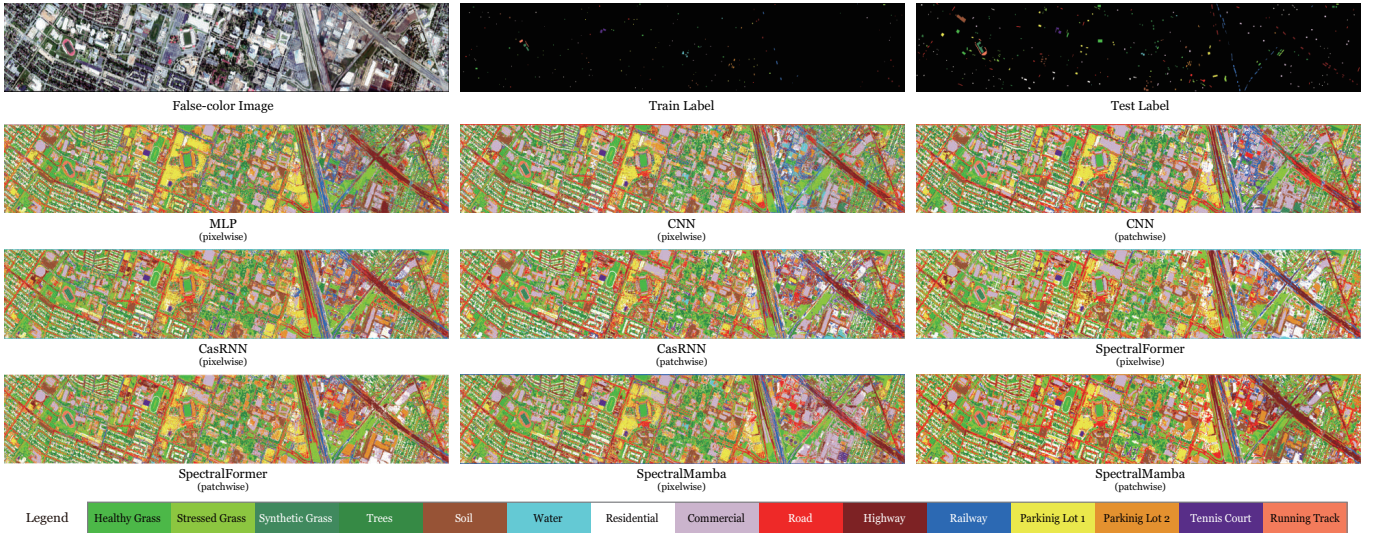 False-color Image
Train Label
Test Label
MLP
(pixelwise)
CNN
(pixelwise)
CNN
(patchwise)
CasRNN
(pixelwise)
CasRNN
(patchwise)
SpectralFormer
(pixelwise)
SpectralFormer
(patchwise)
SpectralMamba
(pixelwise)
SpectralMamba
(patchwise)
Legend
Healthy Grass
Stressed Grass
Synthetic Grass
Trees
Soil
Water
Residential
Commercial
Road
Highway
Railway
Parkinig Lot 1
Parkinig Lot 2
Tennis Court
Running Track